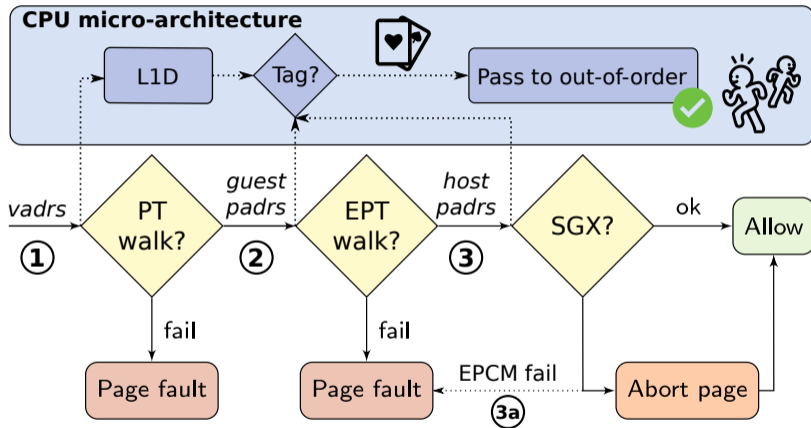 CPU micro-architecture
L1D
Tag?
Pass to out-of-order
vadrs
1
PT
walk?
guest
padrs
2
EPT
walk?
host
padrs
3
SGX?
ok
Allow
fail
fail
Page fault
Page fault
EPCM fail
3a
Abort page